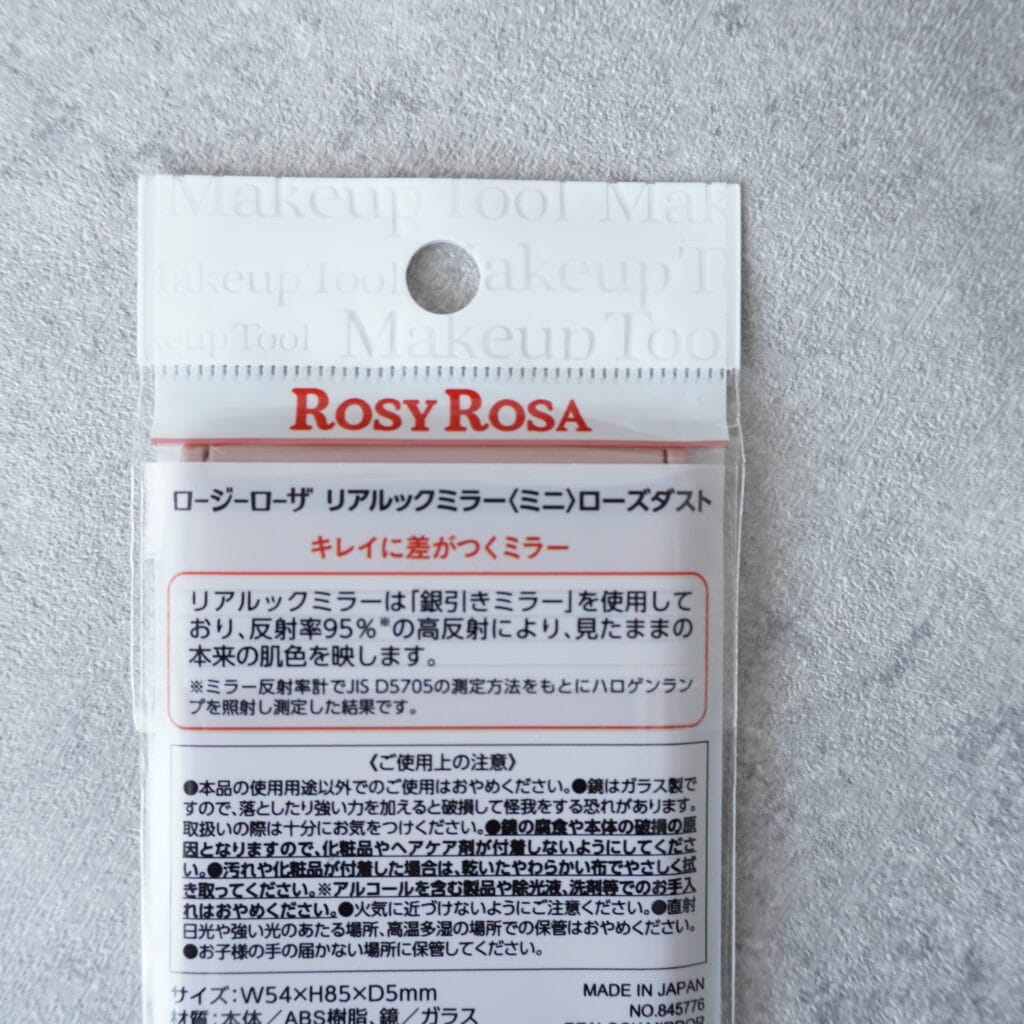 Makeup Tool Mak
Makeup Tool Makeup T
keup Tool Makeup Too
ROSY ROSA
ロージーローザ リアルックミラー〈ミニ〉ローズダスト
キレイに差がつくミラー
リアルックミラーは「銀引きミラー」を使用して
おり、反射率95%※の高反射により、見たままの
本来の肌色を映します。
※ミラー反射率計でJIS D5705の測定方法をもとにハロゲンラン
プを照射し測定した結果です。
《ご使用上の注意》
●本品の使用用途以外でのご使用はおやめください。●鏡はガラス製で
すので、落としたり強い力を加えると破損して怪我をする恐れがあります。
取扱いの際は十分にお気をつけください。●鏡の腐食や本体の破損の原
因となりますので、化粧品やヘアケア剤が付着しないようにしてくださ
い。●汚れや化粧品が付着した場合は、乾いたやわらかい布でやさしく拭
き取ってください。※アルコールを含む製品や除光液、洗剤等でのお手入
れはおやめください。●火気に近づけないようにご注意ください。●直射
日光や強い光のあたる場所、高温多湿の場所での保管はおやめください。
●お子様の手の届かない場所に保管してください。
サイズ:W54×H85×D5mm
材質:本体/ABS樹脂、鏡/ガラス
MADE IN JAPAN
NO.845776